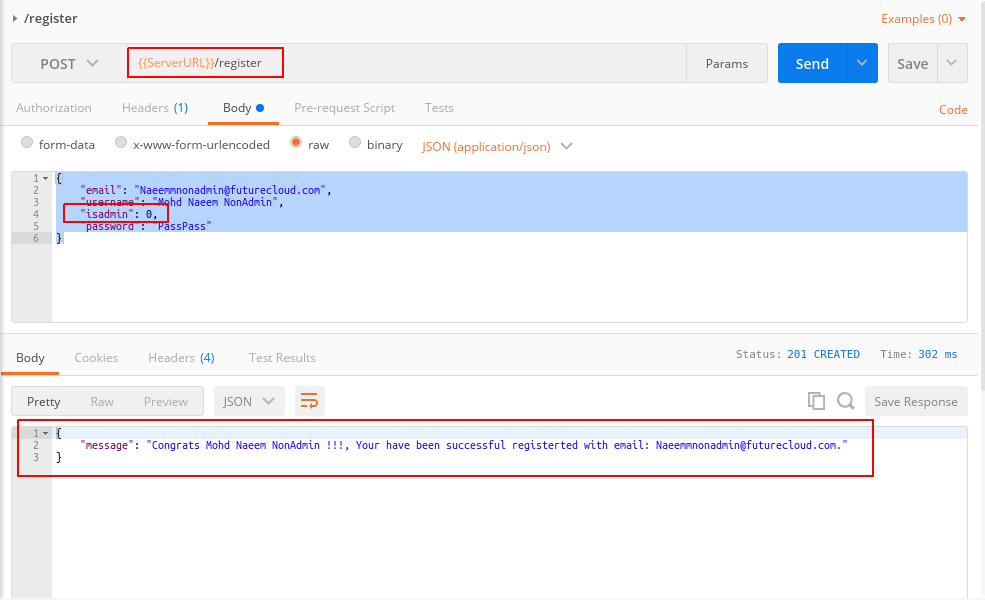 /register
Examples (0)
POST
{{ServerURL}}/register
Params
Send
Save
Authorization
Headers (1)
Body
Pre-request Script
Tests
Code
form-data
x-www-form-urlencoded
raw
binary
JSON (application/json)
1 {
2 "email": "Naeemmnonadmin@futurecloud.com",
3 "username": "Mohd Naeem NonAdmin",
4 "isadmin": 0,
5 "password": "PassPass"
6 }
Body
Cookies
Headers (4)
Test Results
Status: 201 CREATED
Time: 302 ms
Pretty
Raw
Preview
JSON
Save Response
1 {
2 "message": "Congrats Mohd Naeem NonAdmin !!!, Your have been successful registerted with email: Naeemmnonadmin@futurecloud.com."
3 }